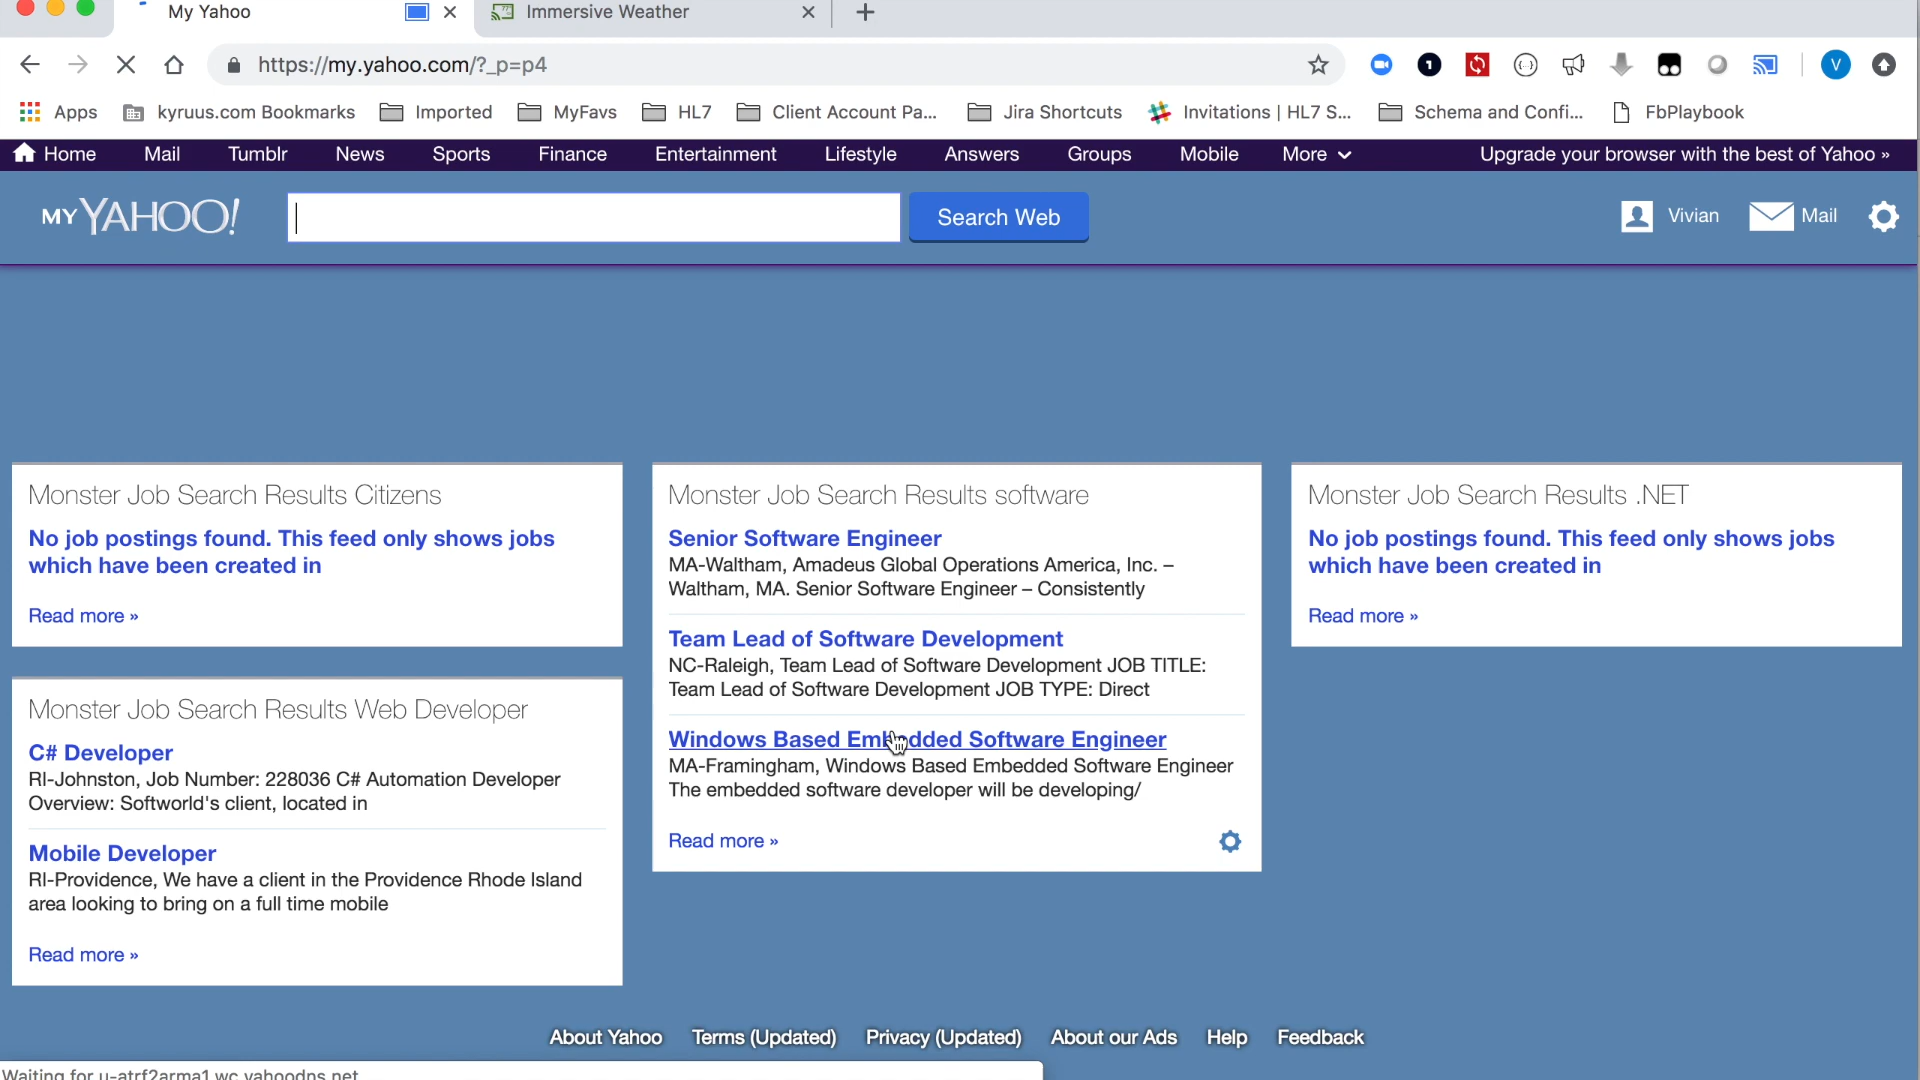 My Yahoo
Immersive Weather
https://my.yahoo.com/?_p=p4
V
Apps
kyruus.com Bookmarks
Imported
MyFavs
HL7
Client Account Pa...
Jira Shortcuts
Invitations | HL7 S...
Schema and Confi...
FbPlaybook
Home Mail Tumblr News Sports Finance Entertainment Lifestyle Answers Groups Mobile More Upgrade your browser with the best of Yahoo »
MY YAHOO!
Search Web
Vivian
Mail
Monster Job Search Results Citizens
No job postings found. This feed only shows jobs
which have been created in
Read more »
Monster Job Search Results Web Developer
C# Developer
RI-Johnston, Job Number: 228036 C# Automation Developer
Overview: Softworld's client, located in
Mobile Developer
RI-Providence, We have a client in the Providence Rhode Island
area looking to bring on a full time mobile
Read more »
Monster Job Search Results software
Senior Software Engineer
MA-Waltham, Amadeus Global Operations America, Inc. –
Waltham, MA. Senior Software Engineer – Consistently
Team Lead of Software Development
NC-Raleigh, Team Lead of Software Development JOB TITLE:
Team Lead of Software Development JOB TYPE: Direct
Windows Based Embedded Software Engineer
MA-Framingham, Windows Based Embedded Software Engineer
The embedded software developer will be developing/
Read more »
Monster Job Search Results .NET
No job postings found. This feed only shows jobs
which have been created in
Read more »
About Yahoo Terms (Updated) Privacy (Updated) About our Ads Help Feedback
Waiting for u-atrf2arma1.wc.yahoodns.net